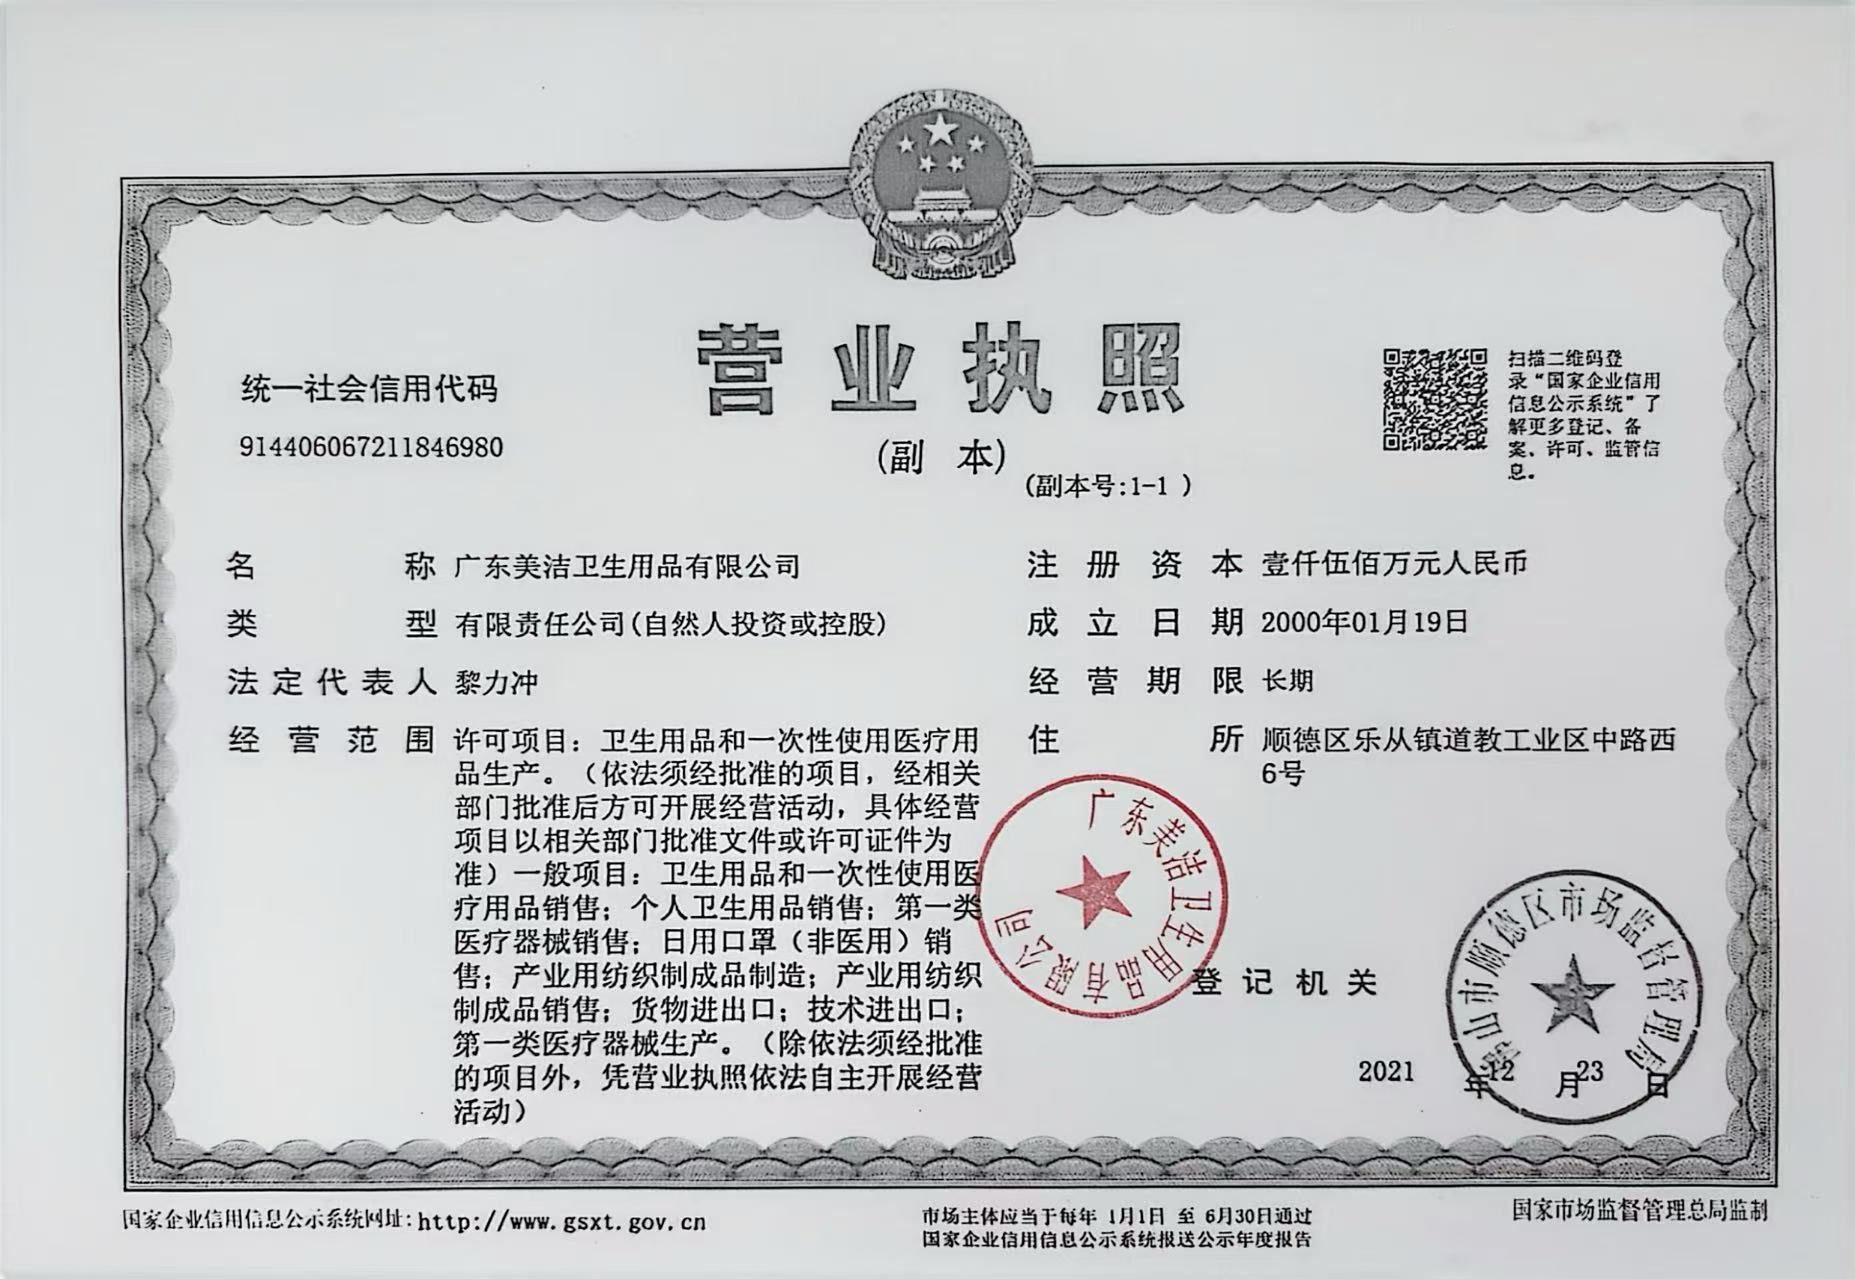 营业执照
(副 本)
(副本号:1-1 )
统一社会信用代码
914406067211846980
扫描二维码登
录“国家企业信用
信息公示系统”了
解更多登记、备
案、许可、监管信
息。
名称 广东美洁卫生用品有限公司
类型 有限责任公司(自然人投资或控股)
法定代表人 黎力冲
经营范围 许可项目：卫生用品和一次性使用医疗用
品生产。（依法须经批准的项目，经相关
部门批准后方可开展经营活动，具体经营
项目以相关部门批准文件或许可证件为
准）一般项目：卫生用品和一次性使用医
疗用品销售；个人卫生用品销售；第一类
医疗器械销售；日用口罩（非医用）销
售；产业用纺织制成品制造；产业用纺织
制成品销售；货物进出口；技术进出口；
第一类医疗器械生产。（除依法须经批准
的项目外，凭营业执照依法自主开展经营
活动）
注册资本 壹仟伍佰万元人民币
成立日期 2000年01月19日
经营期限 长期
住所 顺德区乐从镇道教工业区中路西
6号
广东美洁卫生用品有限公司
登记机关
佛山市顺德区市场监督管理局
2021 年12 月23 日
国家企业信用信息公示系统网址:http://www.gsxt.gov.cn
市场主体应当于每年 1月1日 至 6月30日通过
国家企业信用信息公示系统报送公示年度报告
国家市场监督管理总局监制